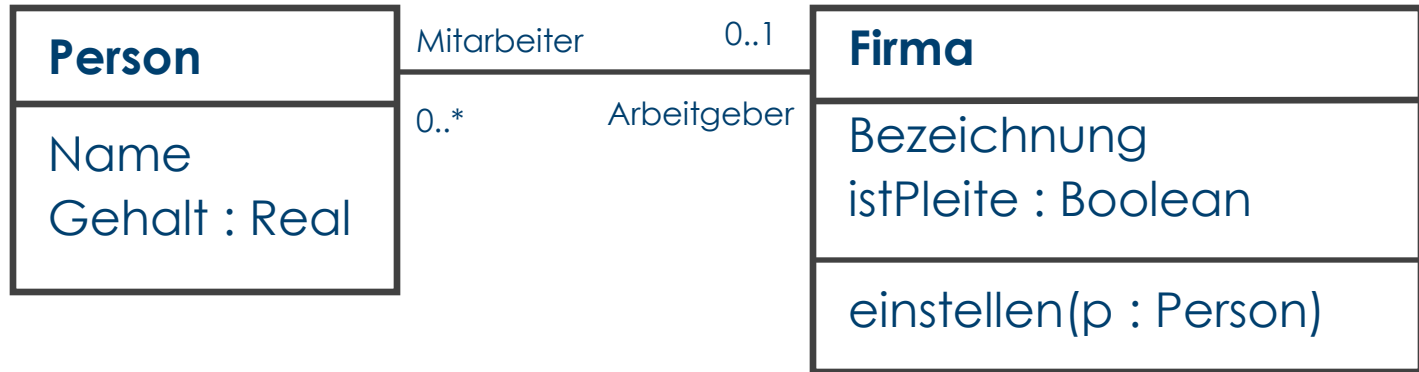 Person
Name
Gehalt : Real
Mitarbeiter
0..1
0..*
Arbeitgeber
Firma
Bezeichnung
istPleite : Boolean
einstellen(p : Person)